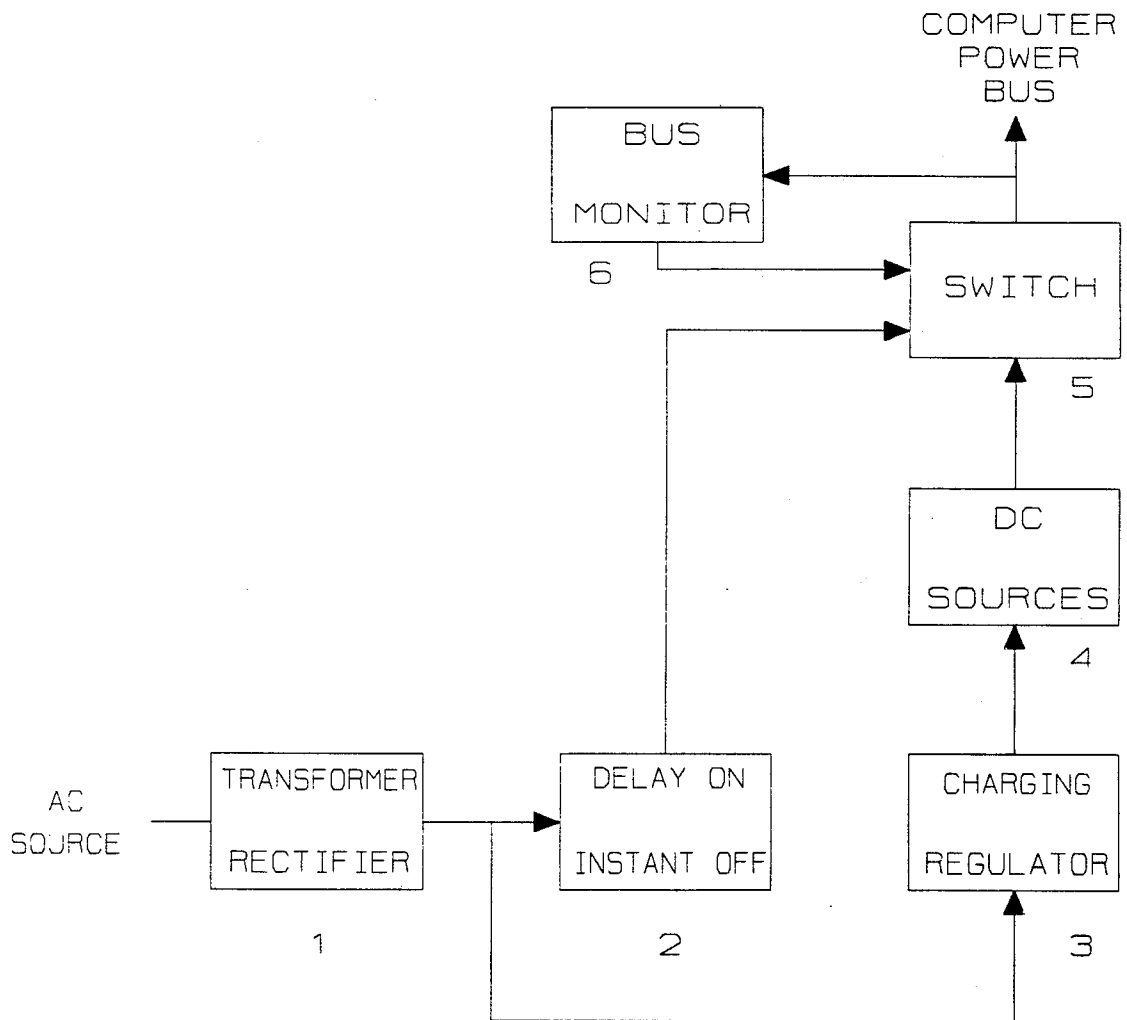 COMPUTER
POWER
BUS
BUS
MONITOR
6
SWITCH
5
DC
SOURCES
4
AC
SOURCE
TRANSFORMER
RECTIFIER
1
DELAY ON
INSTANT OFF
2
CHARGING
REGULATOR
3